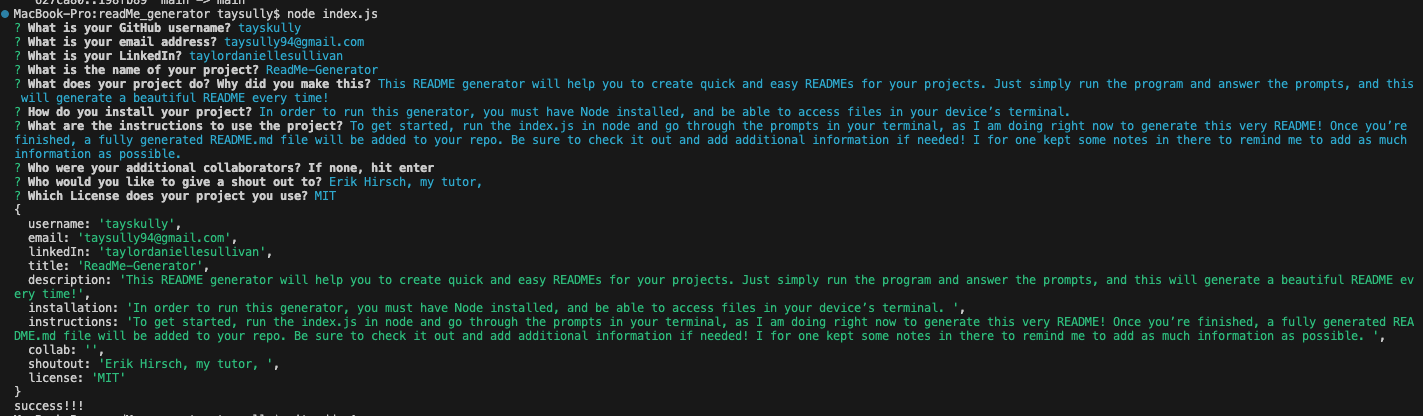 MacBook-Pro:readMe_generator taysully$ node index.js
? What is your GitHub username? tayskully
? What is your email address? taysully94@gmail.com
? What is your LinkedIn? taylordaniellesullivan
? What is the name of your project? ReadMe-Generator
? What does your project do? Why did you make this? This README generator will help you to create quick and easy READMEs for your projects. Just simply run the program and answer the prompts, and this
will generate a beautiful README every time!
? How do you install your project? In order to run this generator, you must have Node installed, and be able to access files in your device’s terminal.
? What are the instructions to use the project? To get started, run the index.js in node and go through the prompts in your terminal, as I am doing right now to generate this very README! Once you’re
finished, a fully generated README.md file will be added to your repo. Be sure to check it out and add additional information if needed! I for one kept some notes in there to remind me to add as much
information as possible.
? Who were your additional collaborators? If none, hit enter
? Who would you like to give a shout out to? Erik Hirsch, my tutor,
? Which License does your project you use? MIT
{
username: 'tayskully',
email: 'taysully94@gmail.com',
linkedIn: 'taylordaniellesullivan',
title: 'ReadMe-Generator',
description: 'This README generator will help you to create quick and easy READMEs for your projects. Just simply run the program and answer the prompts, and this will generate a beautiful README ev
ery time!',
installation: 'In order to run this generator, you must have Node installed, and be able to access files in your device’s terminal. ',
instructions: 'To get started, run the index.js in node and go through the prompts in your terminal, as I am doing right now to generate this very README! Once you’re finished, a fully generated REA
DME.md file will be added to your repo. Be sure to check it out and add additional information if needed! I for one kept some notes in there to remind me to add as much information as possible. ',
collab: '',
shoutout: 'Erik Hirsch, my tutor, ',
license: 'MIT'
}
success!!!